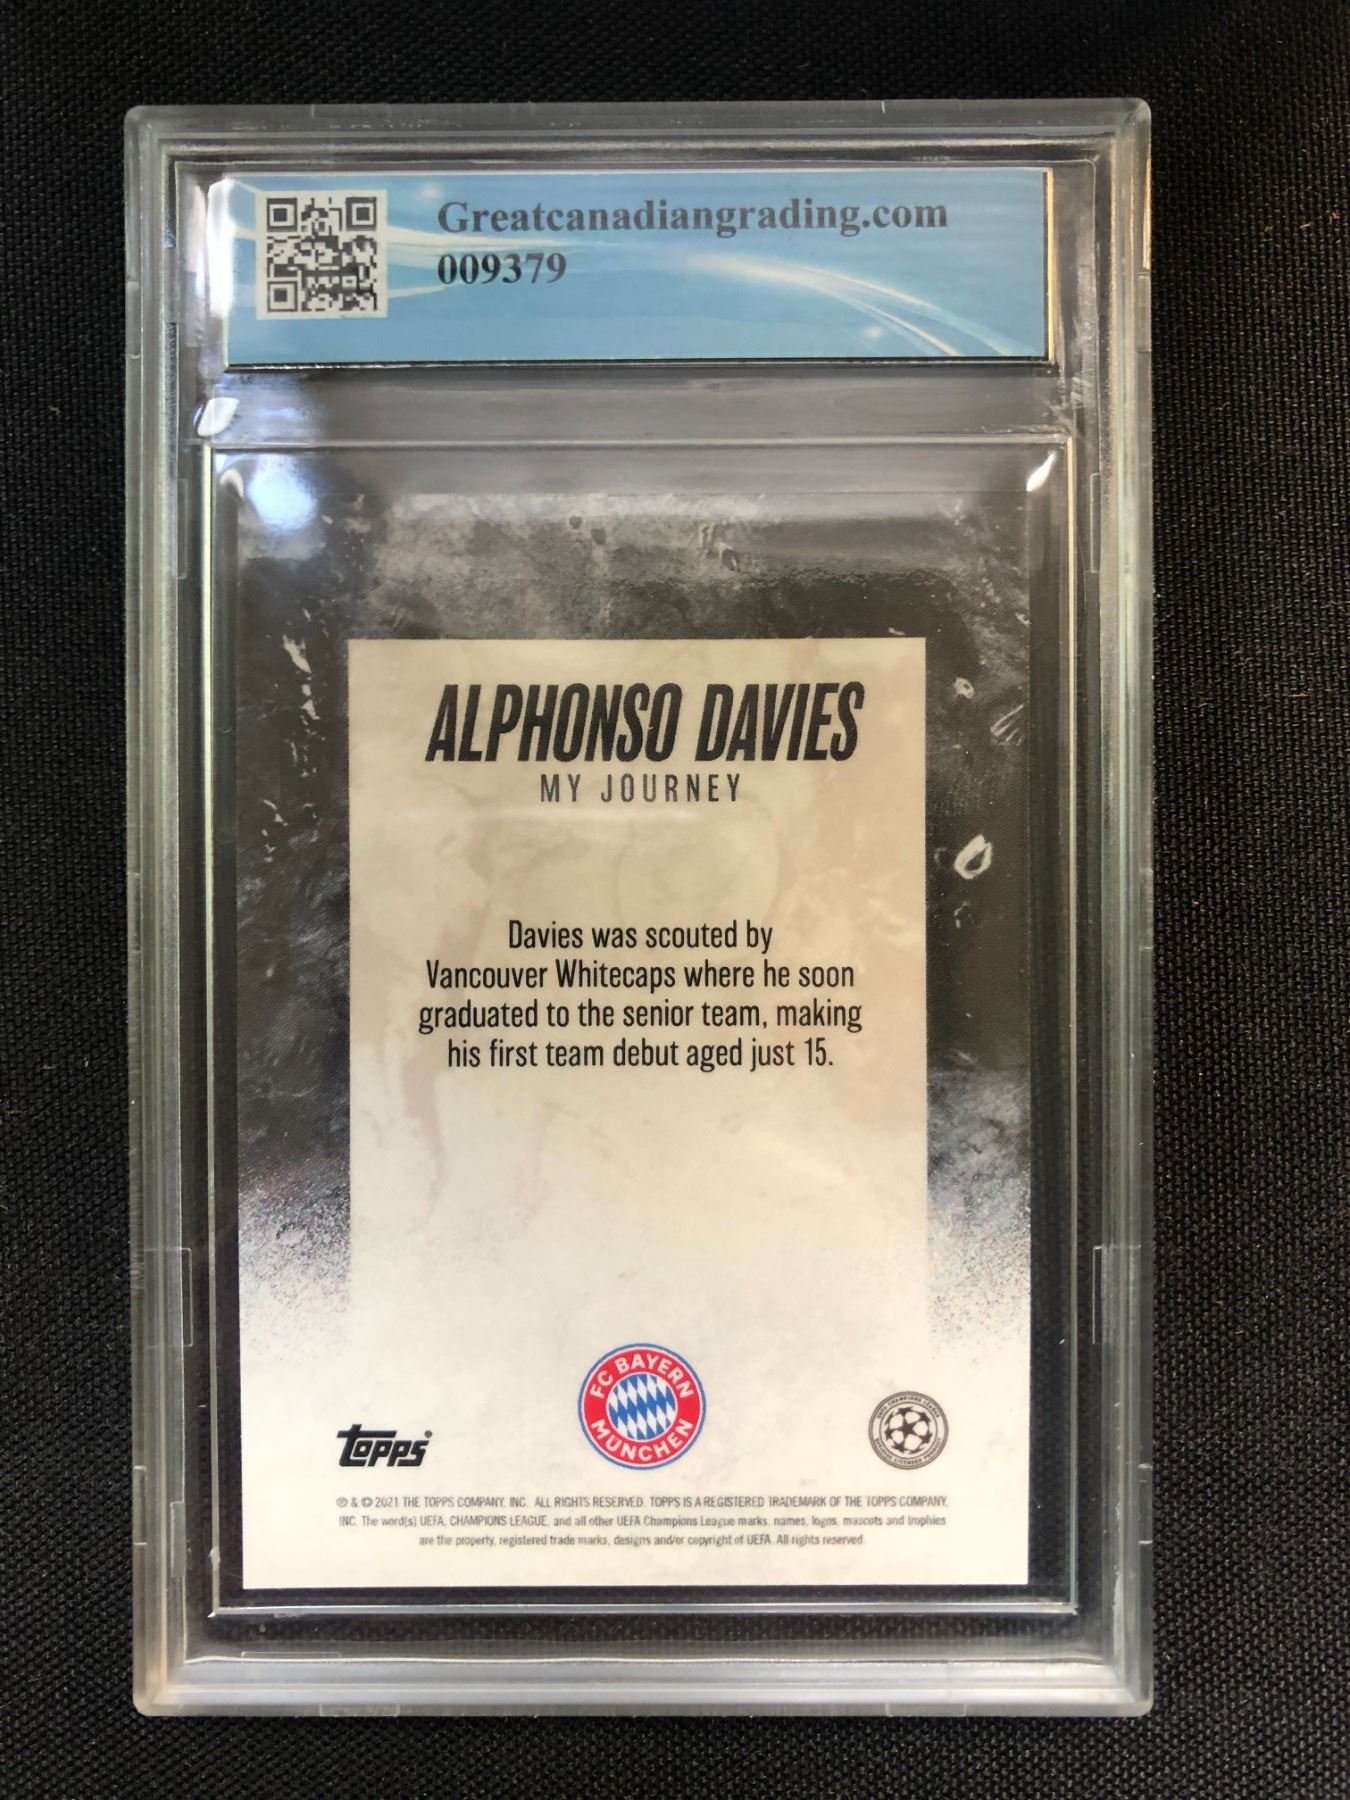 Greatcanadiangrading.com
009379
ALPHONSO DAVIES
MY JOURNEY
Davies was scouted by
Vancouver Whitecaps where he soon
graduated to the senior team, making
his first team debut aged just 15.
FC BAYERN
MÜNCHEN
topps®
® & © 2021 THE TOPPS COMPANY, INC. ALL RIGHTS RESERVED. TOPPS IS A REGISTERED TRADEMARK OF THE TOPPS COMPANY,
INC. The word(s) UEFA, CHAMPIONS LEAGUE, and all other UEFA Champions League marks, names, logos, mascots and trophies
are the property, registered trade marks, designs and/or copyright of UEFA. All rights reserved.